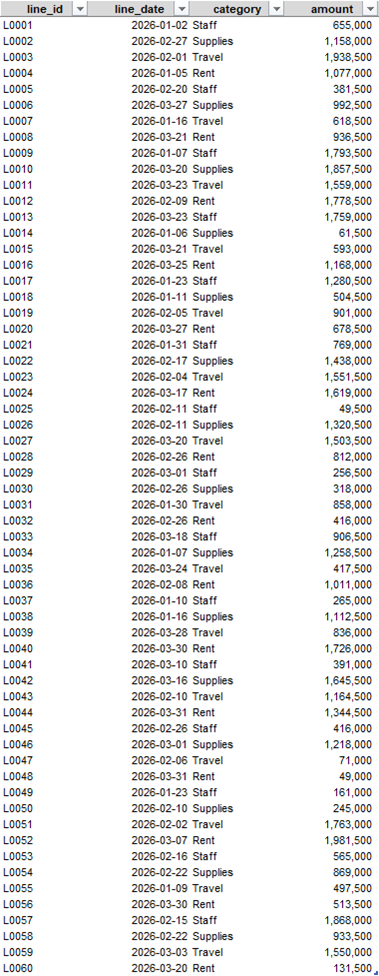 line_id line_date category amount
L0001 2026-01-02 Staff 655,000
L0002 2026-02-27 Supplies 1,158,000
L0003 2026-02-01 Travel 1,938,500
L0004 2026-01-05 Rent 1,077,000
L0005 2026-02-20 Staff 381,500
L0006 2026-03-27 Supplies 992,500
L0007 2026-01-16 Travel 618,500
L0008 2026-03-21 Rent 936,500
L0009 2026-01-07 Staff 1,793,500
L0010 2026-03-20 Supplies 1,857,500
L0011 2026-03-23 Travel 1,559,000
L0012 2026-02-09 Rent 1,778,500
L0013 2026-03-23 Staff 1,759,000
L0014 2026-01-06 Supplies 61,500
L0015 2026-03-21 Travel 593,000
L0016 2026-03-25 Rent 1,168,000
L0017 2026-01-23 Staff 1,280,500
L0018 2026-01-11 Supplies 504,500
L0019 2026-02-05 Travel 901,000
L0020 2026-03-27 Rent 678,500
L0021 2026-01-31 Staff 769,000
L0022 2026-02-17 Supplies 1,438,000
L0023 2026-02-04 Travel 1,551,500
L0024 2026-03-17 Rent 1,619,000
L0025 2026-02-11 Staff 49,500
L0026 2026-02-11 Supplies 1,320,500
L0027 2026-03-20 Travel 1,503,500
L0028 2026-02-26 Rent 812,000
L0029 2026-03-01 Staff 256,500
L0030 2026-02-26 Supplies 318,000
L0031 2026-01-30 Travel 858,000
L0032 2026-02-26 Rent 416,000
L0033 2026-03-18 Staff 906,500
L0034 2026-01-07 Supplies 1,258,500
L0035 2026-03-24 Travel 417,500
L0036 2026-02-08 Rent 1,011,000
L0037 2026-01-10 Staff 265,000
L0038 2026-01-16 Supplies 1,112,500
L0039 2026-03-28 Travel 836,000
L0040 2026-03-30 Rent 1,726,000
L0041 2026-03-10 Staff 391,000
L0042 2026-03-16 Supplies 1,645,500
L0043 2026-02-10 Travel 1,164,500
L0044 2026-03-31 Rent 1,344,500
L0045 2026-02-26 Staff 416,000
L0046 2026-03-01 Supplies 1,218,000
L0047 2026-02-06 Travel 71,000
L0048 2026-03-31 Rent 49,000
L0049 2026-01-23 Staff 161,000
L0050 2026-02-10 Supplies 245,000
L0051 2026-02-02 Travel 1,763,000
L0052 2026-03-07 Rent 1,981,500
L0053 2026-02-16 Staff 565,000
L0054 2026-02-22 Supplies 869,000
L0055 2026-01-09 Travel 497,500
L0056 2026-03-30 Rent 513,500
L0057 2026-02-15 Staff 1,868,000
L0058 2026-02-22 Supplies 933,500
L0059 2026-03-03 Travel 1,550,000
L0060 2026-03-20 Rent 131,500